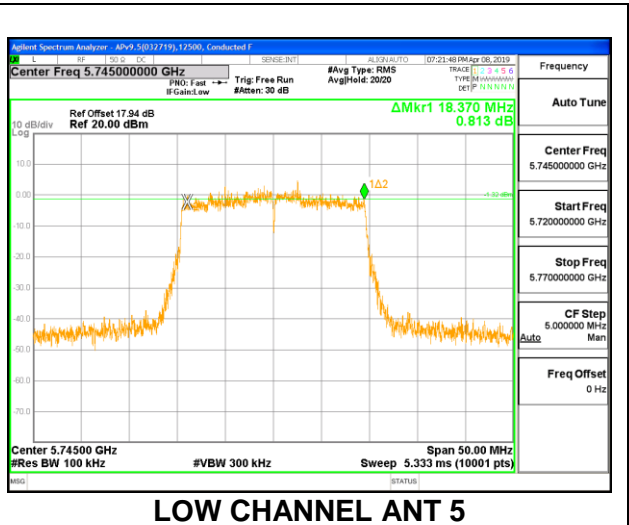 Agilent Spectrum Analyzer - APv9.5(032719),12500, Conducted F
L RF 50 Ω DC SENSE:INT ALIGNAUTO 07:21:48 PM Apr 08, 2019
Center Freq 5.745000000 GHz #Avg Type: RMS TRACE 1 2 3 4 5 6 Frequency
PNO: Fast Trig: Free Run Avg|Hold: 20/20 TYPE M
IFGain:Low #Atten: 30 dB DET P N N N N N
Auto Tune
ΔMkr1 18.370 MHz
Ref Offset 17.94 dB 0.813 dB
10 dB/div Ref 20.00 dBm
Log
Center Freq
5.745000000 GHz
10.0
1Δ2
0.00
Start Freq
5.720000000 GHz
-10.0
-20.0
Stop Freq
5.770000000 GHz
-30.0
CF Step
5.000000 MHz
Auto Man
-40.0
-50.0
Freq Offset
0 Hz
-60.0
-70.0
Center 5.74500 GHz Span 50.00 MHz
#Res BW 100 kHz #VBW 300 kHz Sweep 5.333 ms (10001 pts)
MSG STATUS
LOW CHANNEL ANT 5